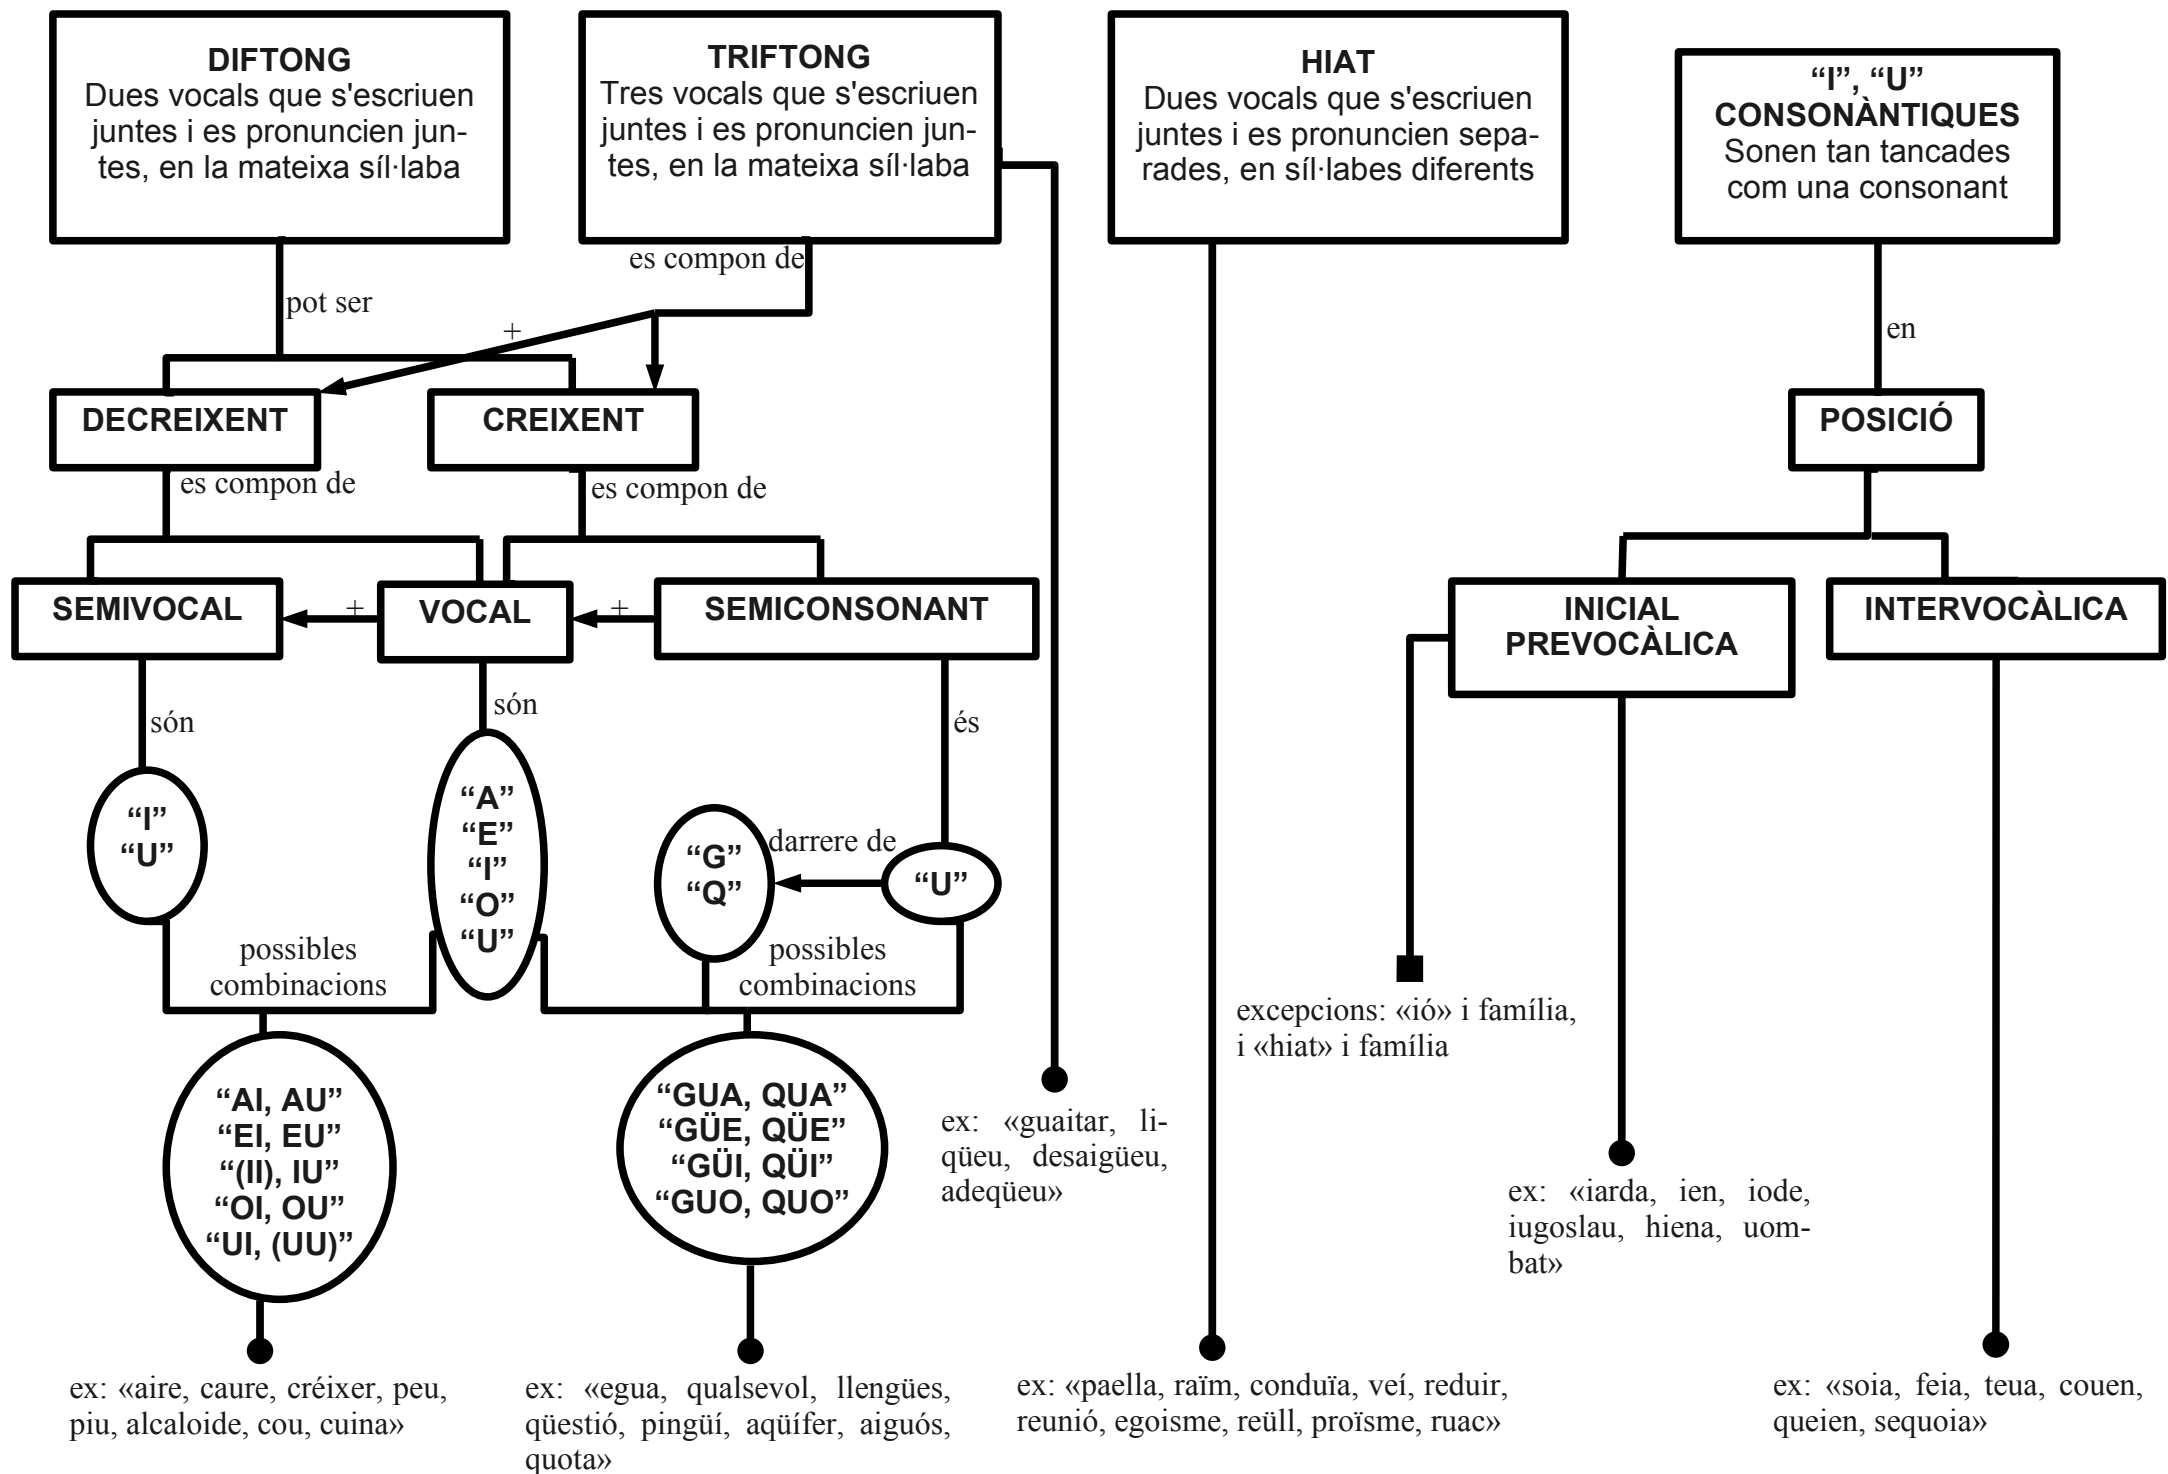 DIFTONG
Dues vocals que s'escriuen
juntes i es pronuncien jun-
tes, en la mateixa síl·laba
TRIFTONG
Tres vocals que s'escriuen
juntes i es pronuncien jun-
tes, en la mateixa síl·laba
HIAT
Dues vocals que s'escriuen
juntes i es pronuncien sepa-
rades, en síl·labes diferents
“I”, “U”
CONSONÀNTIQUES
Sonen tan tancades
com una consonant
es compon de
pot ser
+
en
DECREIXENT
CREIXENT
POSICIÓ
es compon de
es compon de
SEMIVOCAL
+
VOCAL
+
SEMICONSONANT
INICIAL
PREVOCÀLICA
INTERVOCÀLICA
són
són
és
“I”
“U”
“A”
“E”
“I”
“O”
“U”
“G”
“Q”
darrere de
“U”
possibles
combinacions
possibles
combinacions
excepcions: «ió» i família,
i «hiat» i família
“AI, AU”
“EI, EU”
“(II), IU”
“OI, OU”
“UI, (UU)”
“GUA, QUA”
“GÜE, QÜE”
“GÜI, QÜI”
“GUO, QUO”
ex: «guaitar, li-
qüeu, desaigüeu,
adeqüeu»
ex: «iarda, ien, iode,
iugoslau, hiena, uom-
bat»
ex: «aire, caure, créixer, peu,
piu, alcaloide, cou, cuina»
ex: «egua, qualsevol, llengües,
qüestió, pingüí, aqüífer, aiguós,
quota»
ex: «paella, raïm, conduïa, veí, reduir,
reunió, egoisme, reüll, proïsme, ruac»
ex: «soia, feia, teua, couen,
queien, sequoia»